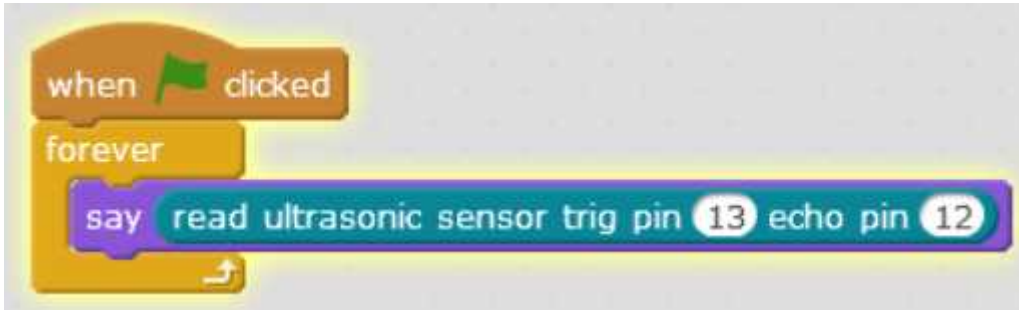 when clicked
forever
say read ultrasonic sensor trig pin 13 echo pin 12